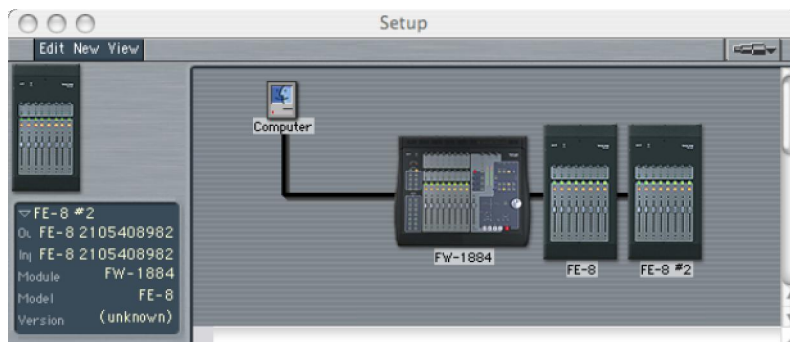 Setup
Edit New View
Computer
FW-1884
FE-8
FE-8 #2
FE-8 #2
Ou FE-8 2105408982
Inp FE-8 2105408982
Module FW-1884
Model FE-8
Version (unknown)